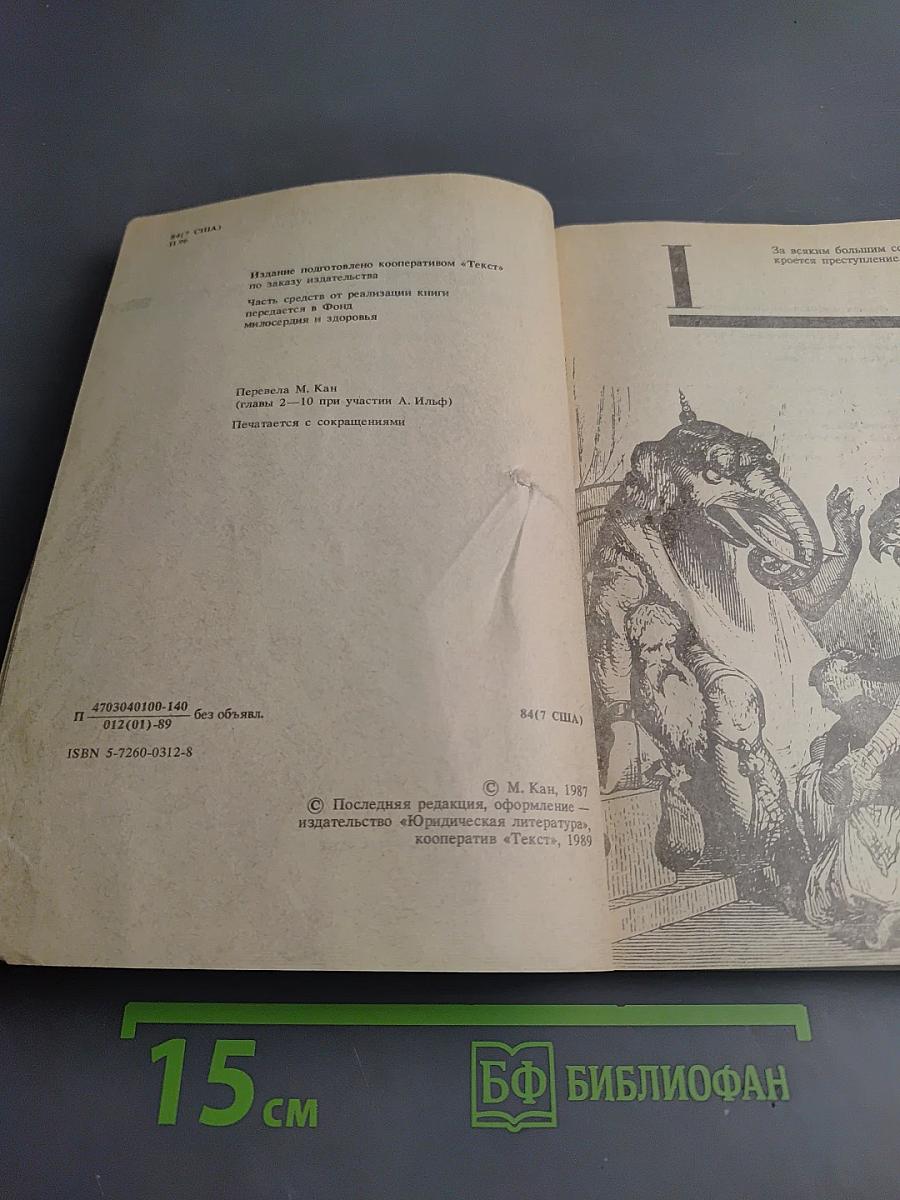 84(7 США)
П 96
Издание подготовлено кооперативом «Текст»
по заказу издательства
Часть средств от реализации книги
передается в Фонд
милосердия и здоровья
Перевела М. Кан
(главы 2—10 при участии А. Ильф)
Печатается с сокращениями
П 4703040100-140 без объявл.
012(01)-89
84(7 США)
ISBN 5-7260-0312-8
© М. Кан, 1987
© Последняя редакция, оформление —
издательство «Юридическая литература»,
кооператив «Текст», 1989
I
За всяким большим со
кроется преступление.
15 см
БФ БИБЛИОФАН